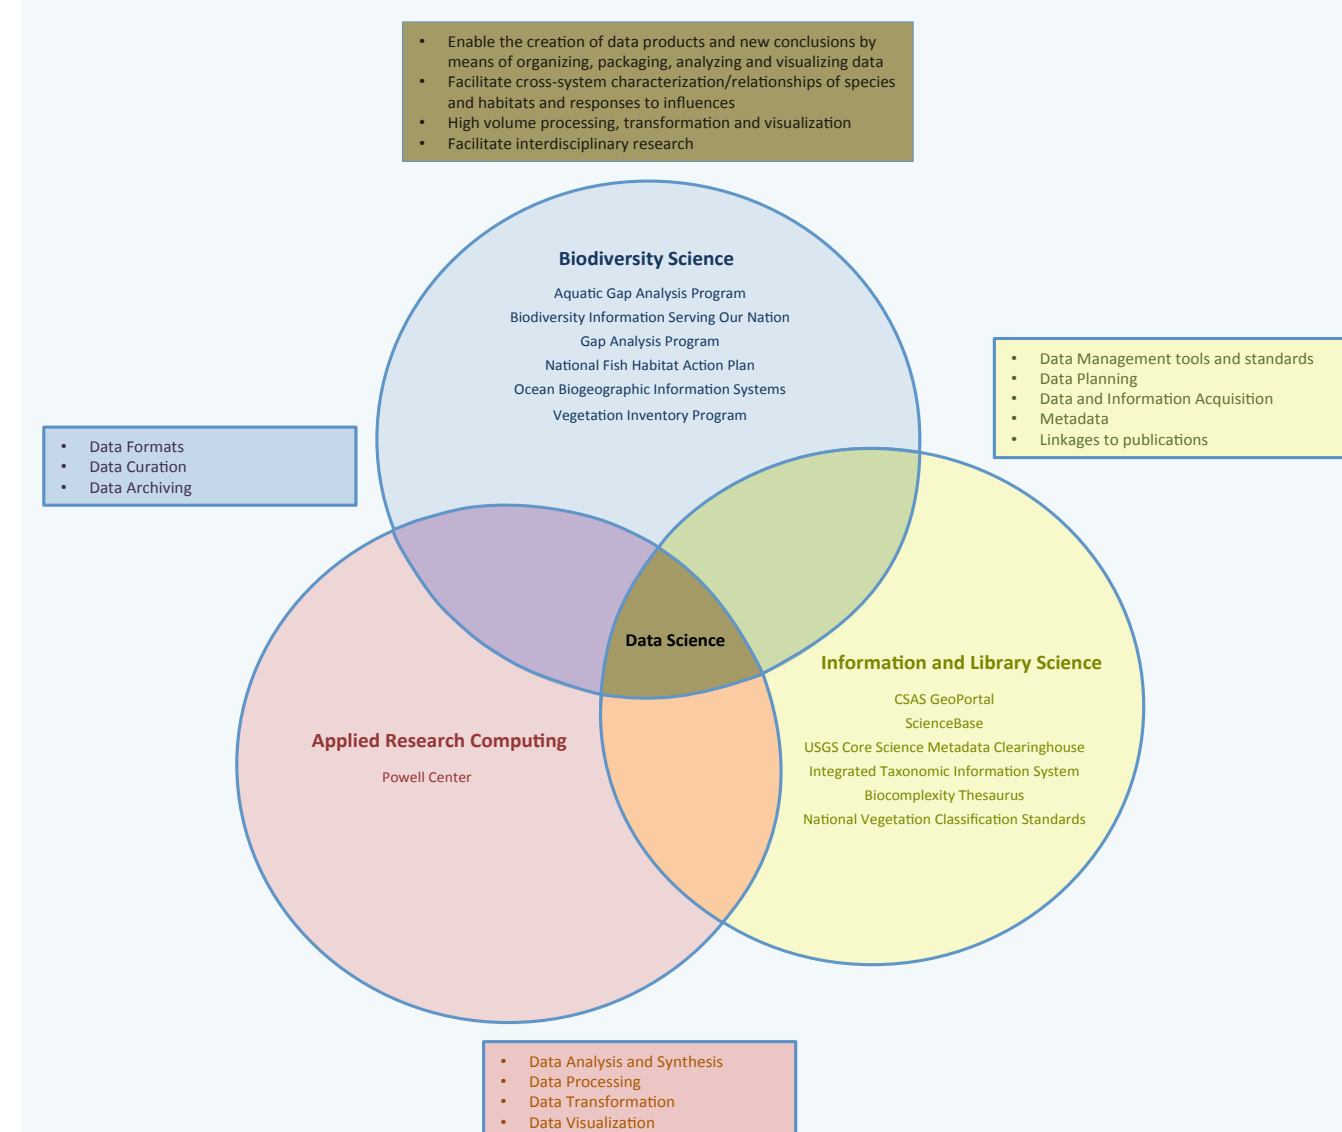 • Enable the creation of data products and new conclusions by
means of organizing, packaging, analyzing and visualizing data
• Facilitate cross-system characterization/relationships of species
and habitats and responses to influences
• High volume processing, transformation and visualization
• Facilitate interdisciplinary research
Biodiversity Science
Aquatic Gap Analysis Program
Biodiversity Information Serving Our Nation
Gap Analysis Program
National Fish Habitat Action Plan
Ocean Biogeographic Information Systems
Vegetation Inventory Program
• Data Management tools and standards
• Data Planning
• Data and Information Acquisition
• Metadata
• Linkages to publications
• Data Formats
• Data Curation
• Data Archiving
Data Science
Information and Library Science
CSAS GeoPortal
ScienceBase
USGS Core Science Metadata Clearinghouse
Integrated Taxonomic Information System
Biocomplexity Thesaurus
National Vegetation Classification Standards
Applied Research Computing
Powell Center
• Data Analysis and Synthesis
• Data Processing
• Data Transformation
• Data Visualization